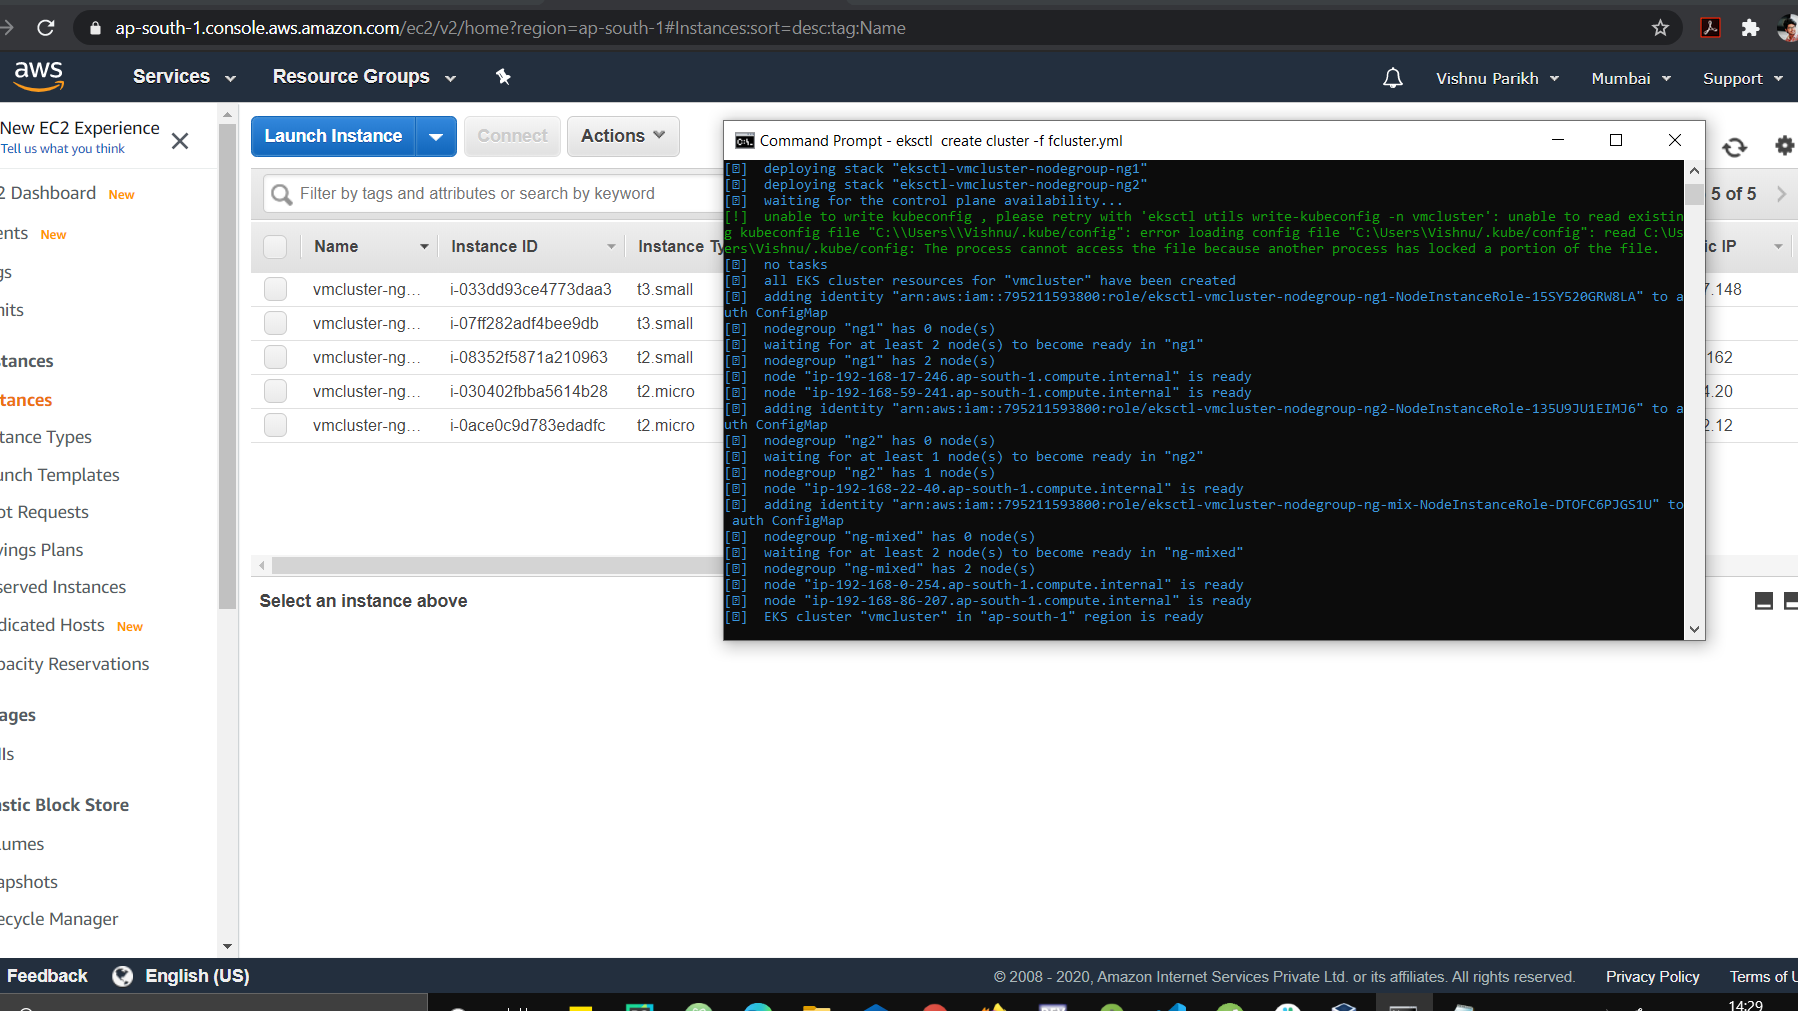 ap-south-1.console.aws.amazon.com/ec2/v2/home?region=ap-south-1#Instances:sort=desc:tag:Name
aws Services Resource Groups Vishnu Parikh Mumbai Support
New EC2 Experience
Tell us what you think
2 Dashboard New
ents New
gs
nits
stances
tances
tance Types
unch Templates
ot Requests
vings Plans
served Instances
dicated Hosts New
pacity Reservations
ages
Is
astic Block Store
umes
apshots
ecycle Manager
Launch Instance Connect Actions
Filter by tags and attributes or search by keyword
5 of 5
Name Instance ID Instance Ty
ic IP
vmcluster-ng... i-033dd93ce4773daa3 t3.small
7.148
vmcluster-ng... i-07ff282adf4bee9db t3.small
vmcluster-ng... i-08352f5871a210963 t2.small
.162
vmcluster-ng... i-030402fbba5614b28 t2.micro
4.20
vmcluster-ng... i-0ace0c9d783edadfc t2.micro
2.12
Select an instance above
Command Prompt - eksctl create cluster -f fcluster.yml
[?] deploying stack "eksctl-vmcluster-nodegroup-ng1"
[?] deploying stack "eksctl-vmcluster-nodegroup-ng2"
[?] waiting for the control plane availability...
[!] unable to write kubeconfig , please retry with 'eksctl utils write-kubeconfig -n vmcluster': unable to read existin
g kubeconfig file "C:\\Users\\Vishnu/.kube/config": error loading config file "C:\Users\Vishnu/.kube/config": read C:\Us
ers\Vishnu/.kube/config: The process cannot access the file because another process has locked a portion of the file.
[?] no tasks
[?] all EKS cluster resources for "vmcluster" have been created
[?] adding identity "arn:aws:iam::795211593800:role/eksctl-vmcluster-nodegroup-ng1-NodeInstanceRole-15SY520GRW8LA" to a
uth ConfigMap
[?] nodegroup "ng1" has 0 node(s)
[?] waiting for at least 2 node(s) to become ready in "ng1"
[?] nodegroup "ng1" has 2 node(s)
[?] node "ip-192-168-17-246.ap-south-1.compute.internal" is ready
[?] node "ip-192-168-59-241.ap-south-1.compute.internal" is ready
[?] adding identity "arn:aws:iam::795211593800:role/eksctl-vmcluster-nodegroup-ng2-NodeInstanceRole-135U9JU1EIMJ6" to a
uth ConfigMap
[?] nodegroup "ng2" has 0 node(s)
[?] waiting for at least 1 node(s) to become ready in "ng2"
[?] nodegroup "ng2" has 1 node(s)
[?] node "ip-192-168-22-40.ap-south-1.compute.internal" is ready
[?] adding identity "arn:aws:iam::795211593800:role/eksctl-vmcluster-nodegroup-ng-mix-NodeInstanceRole-DTOFC6PJGS1U" to
auth ConfigMap
[?] nodegroup "ng-mixed" has 0 node(s)
[?] waiting for at least 2 node(s) to become ready in "ng-mixed"
[?] nodegroup "ng-mixed" has 2 node(s)
[?] node "ip-192-168-0-254.ap-south-1.compute.internal" is ready
[?] node "ip-192-168-86-207.ap-south-1.compute.internal" is ready
[?] EKS cluster "vmcluster" in "ap-south-1" region is ready
Feedback English (US) © 2008 - 2020, Amazon Internet Services Private Ltd. or its affiliates. All rights reserved. Privacy Policy Terms of U
14:29